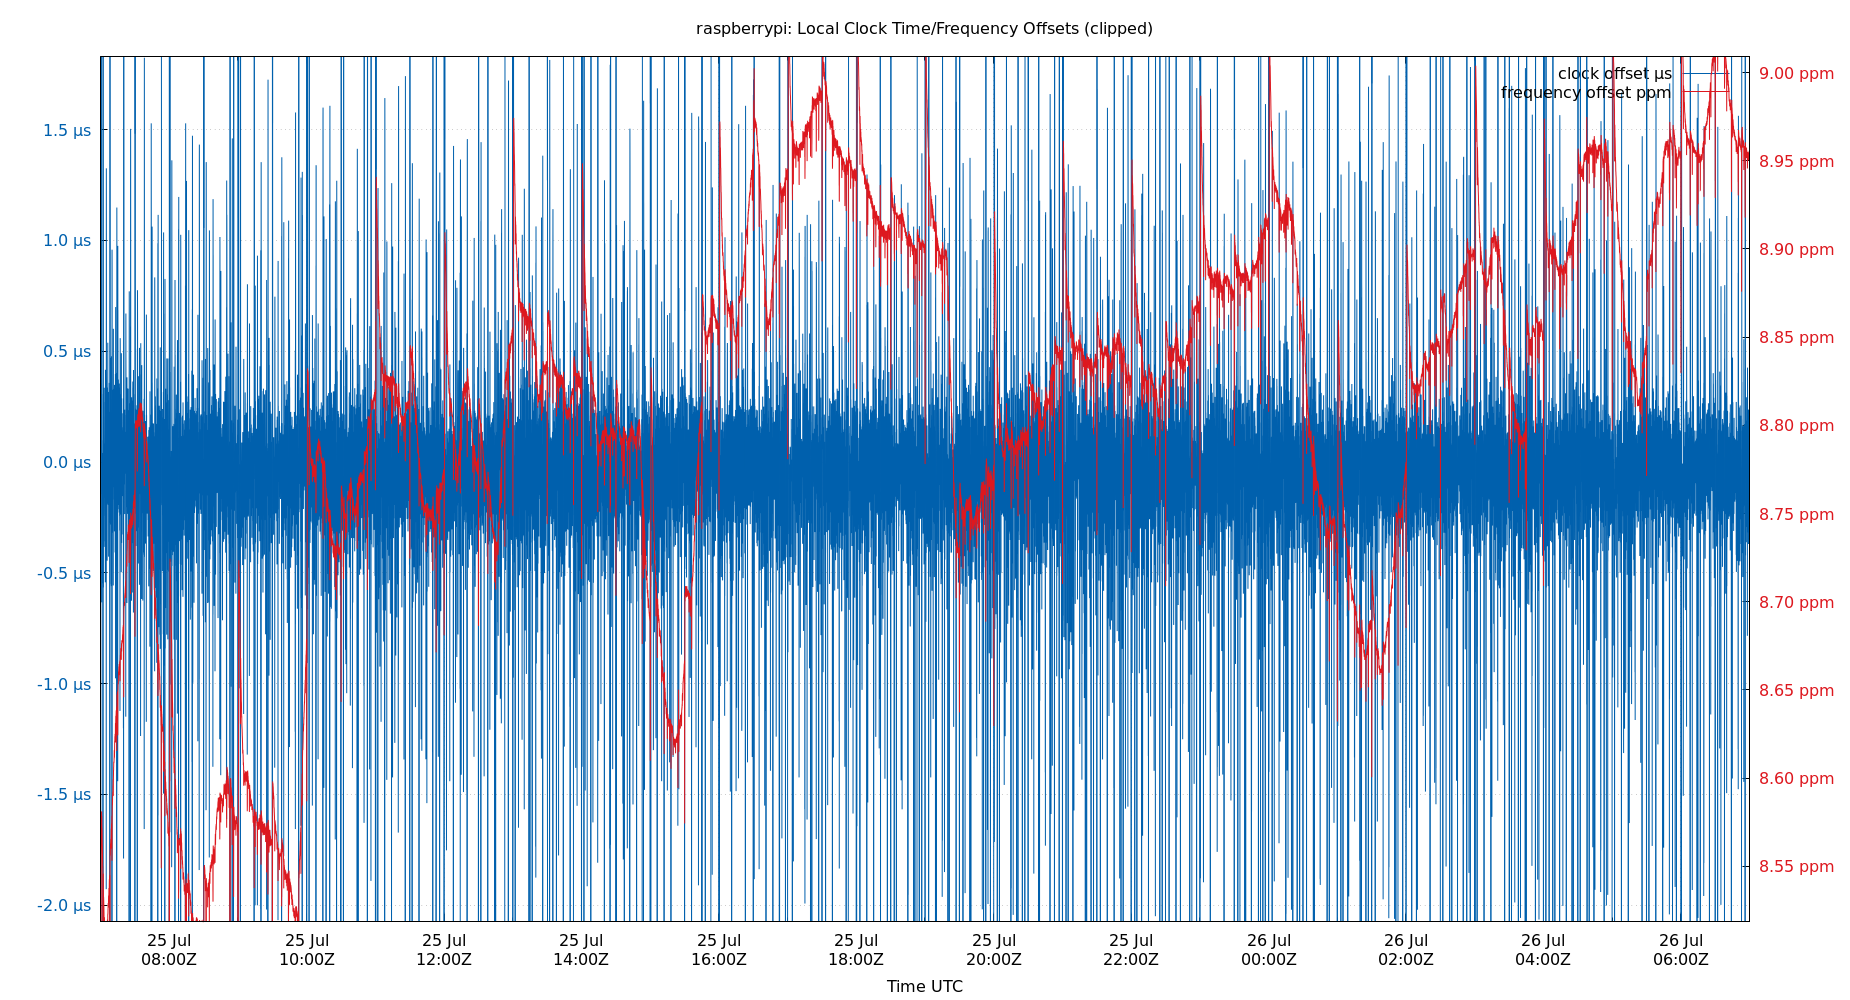 raspberrypi: Local Clock Time/Frequency Offsets (clipped)
clock offset µs
frequency offset ppm
1.5 µs
1.0 µs
0.5 µs
0.0 µs
-0.5 µs
-1.0 µs
-1.5 µs
-2.0 µs
9.00 ppm
8.95 ppm
8.90 ppm
8.85 ppm
8.80 ppm
8.75 ppm
8.70 ppm
8.65 ppm
8.60 ppm
8.55 ppm
25 Jul 25 Jul 25 Jul 25 Jul 25 Jul 25 Jul 25 Jul 25 Jul 26 Jul 26 Jul 26 Jul 26 Jul
08:00Z 10:00Z 12:00Z 14:00Z 16:00Z 18:00Z 20:00Z 22:00Z 00:00Z 02:00Z 04:00Z 06:00Z
Time UTC